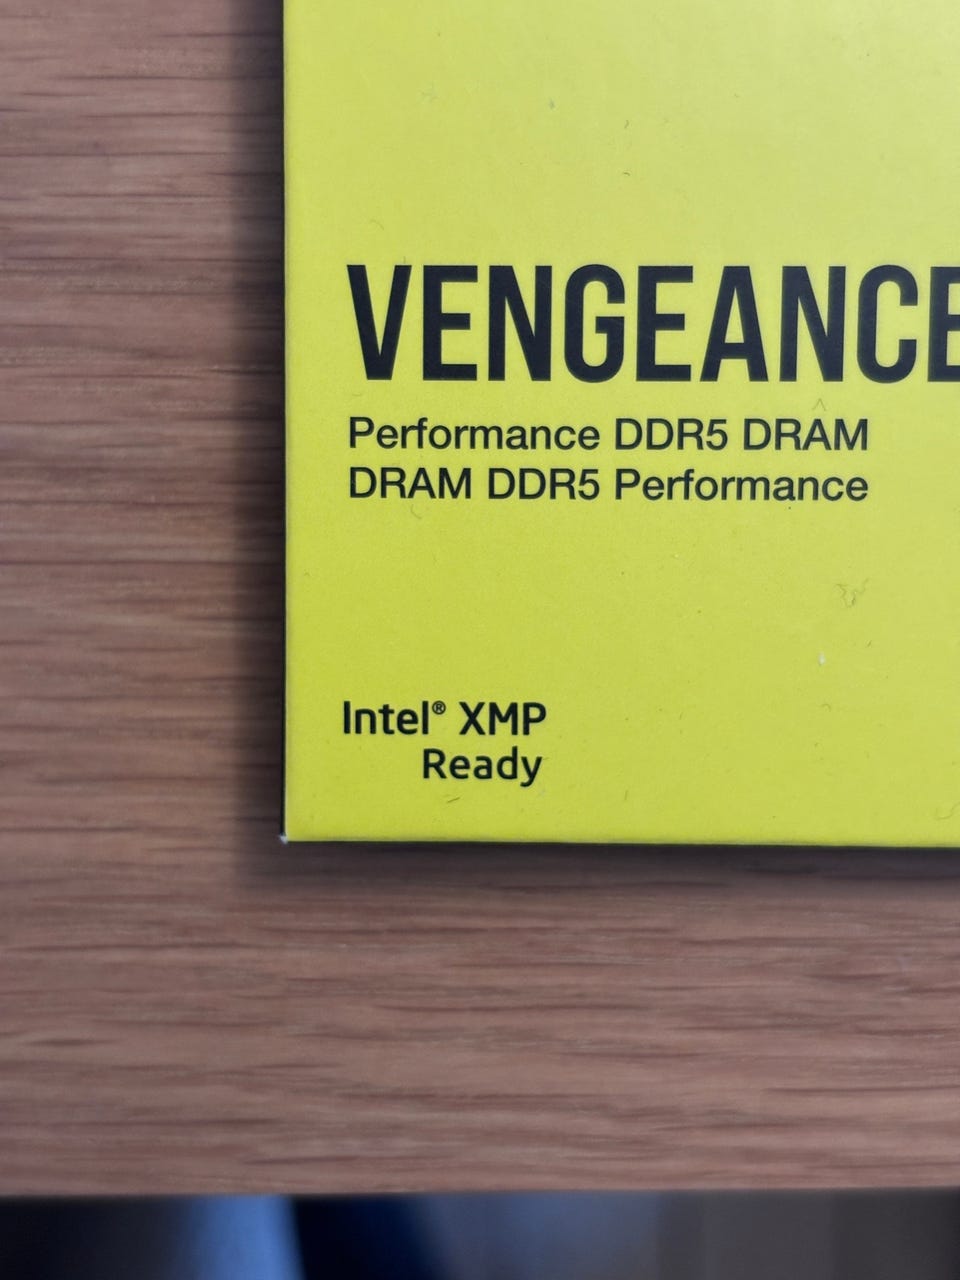 VENGEANCE
Performance DDR5 DRAM
DRAM DDR5 Performance
Intel® XMP
Ready